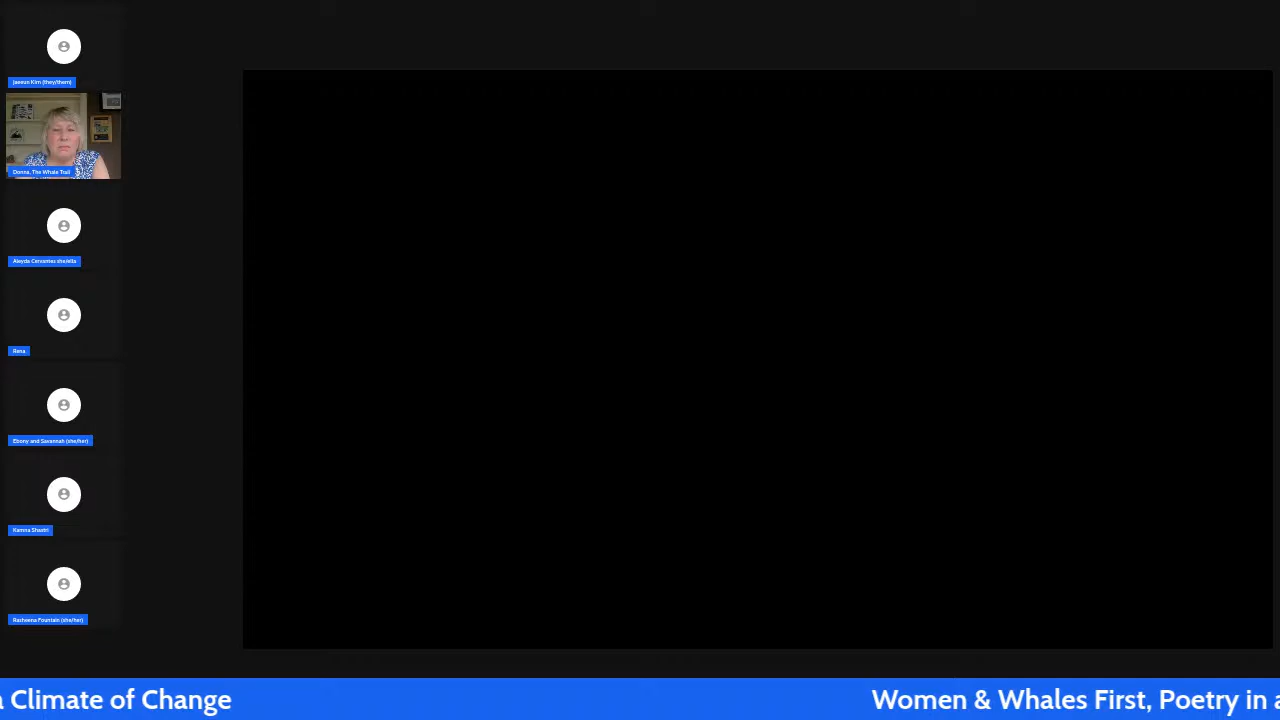 Jaeeun Kim (they/them)
Donna, The Whale Trail
Aleyda Cervantes she/ella
Rena
Ebony and Savannah (she/her)
Kamna Shastri
Rasheena Fountain (she/her)
a Climate of Change
Women & Whales First, Poetry in a